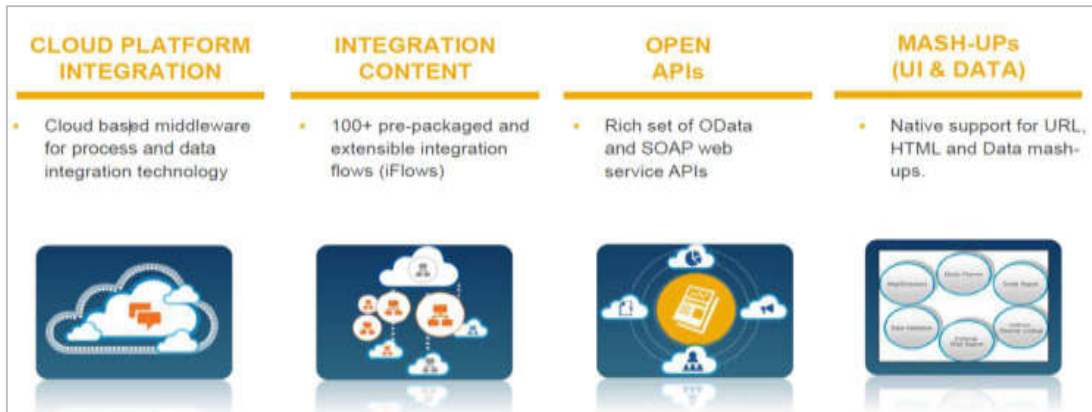 CLOUD PLATFORM
INTEGRATION
Cloud based middleware
for process and data
integration technology
INTEGRATION
CONTENT
100+ pre-packaged and
extensible integration
flows (iFlows)
OPEN
APIs
Rich set of OData
and SOAP web
service APIs
MASH-UPs
(UI & DATA)
Native support for URL,
HTML and Data mash-
ups.